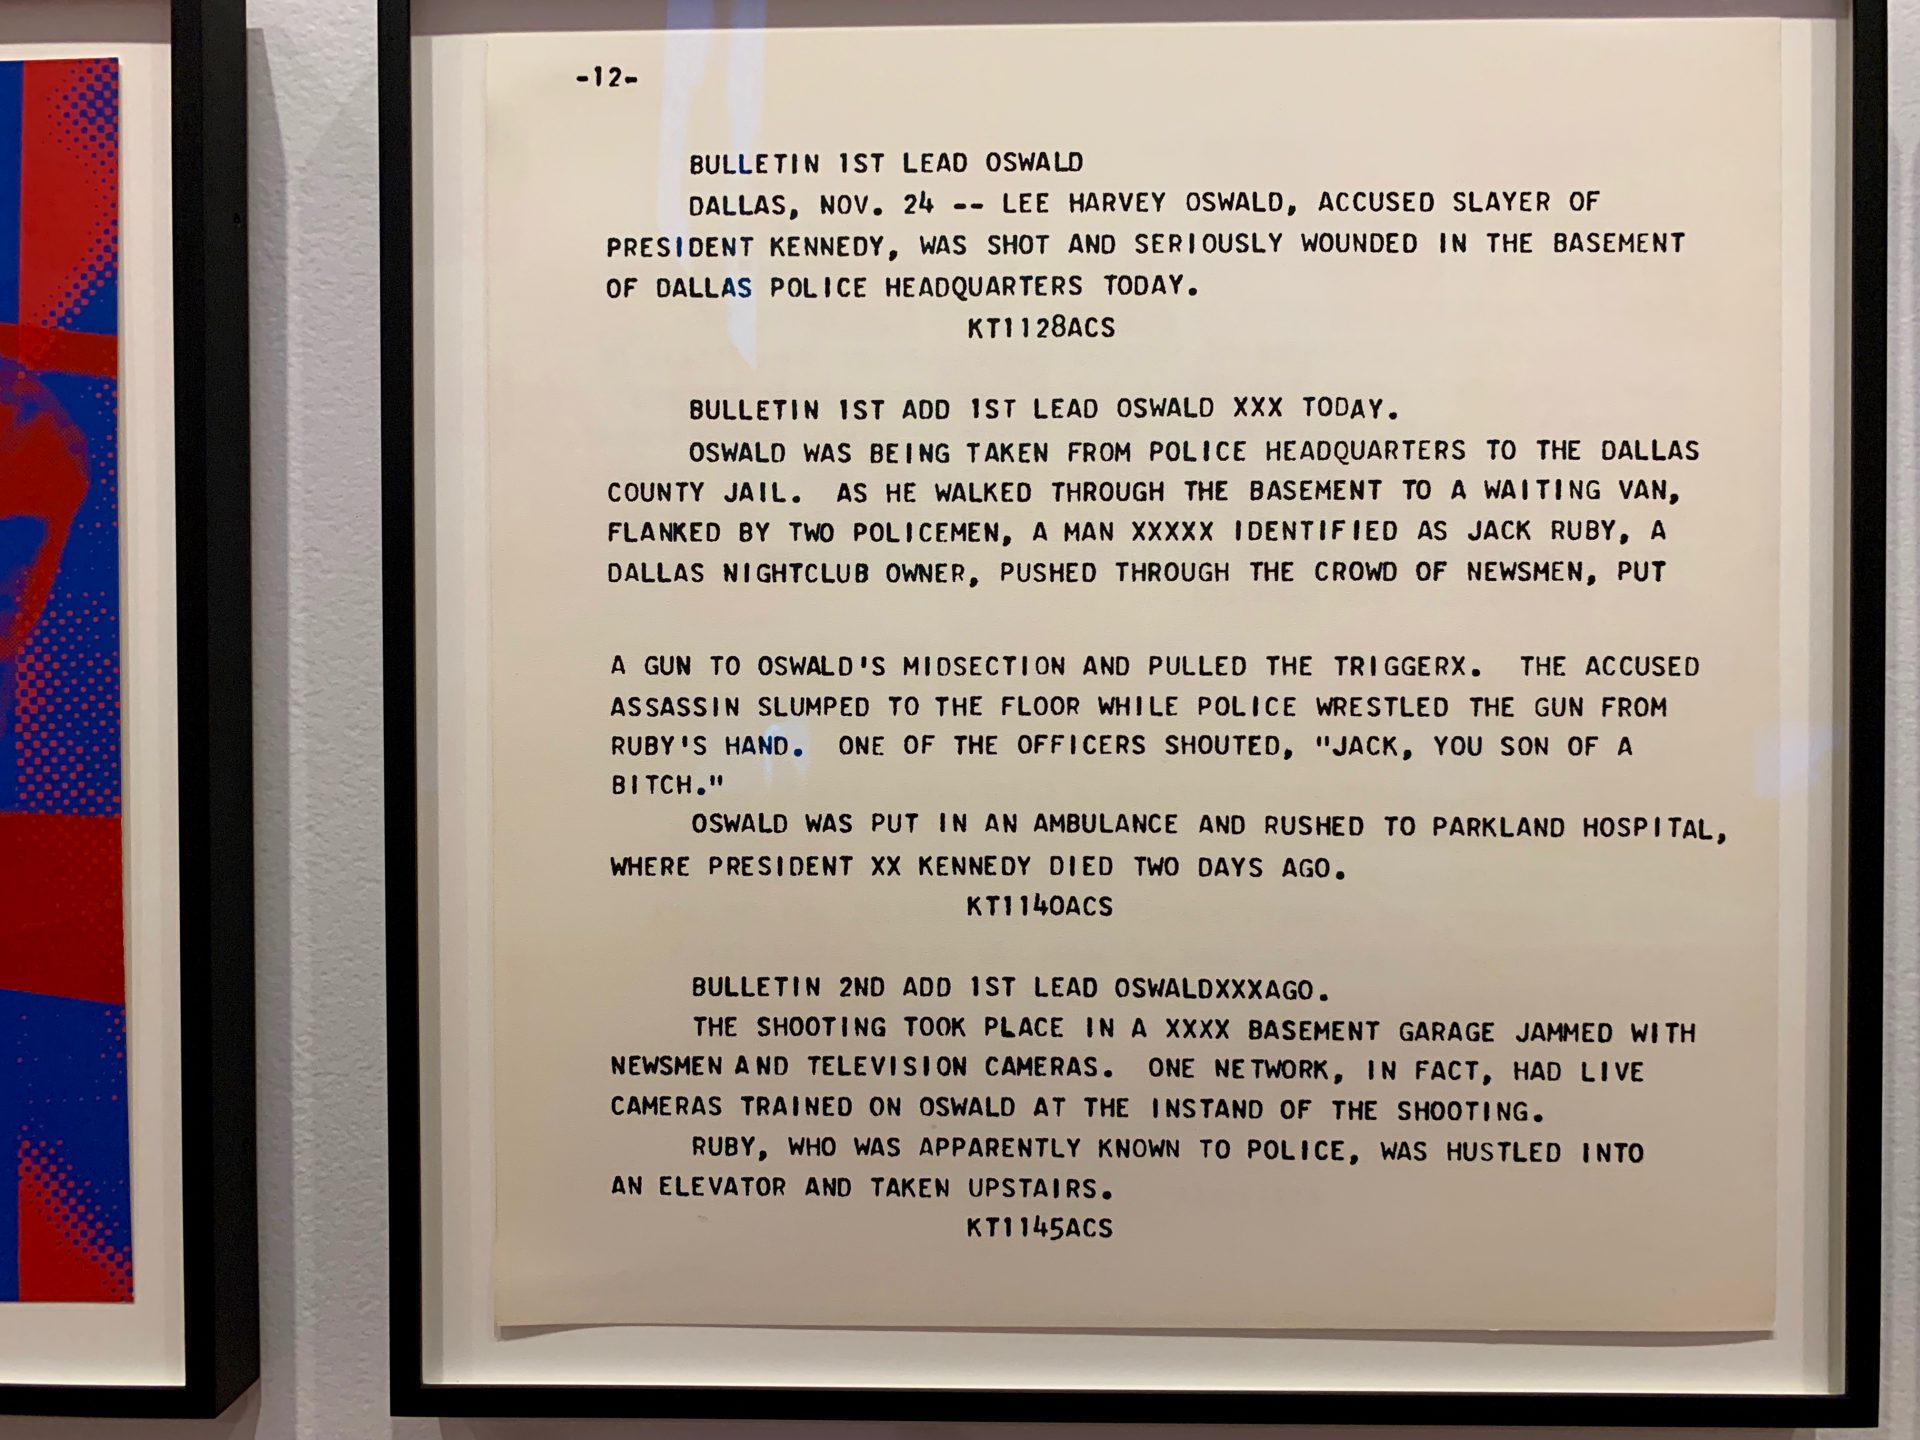 -12-
BULLETIN 1ST LEAD OSWALD
DALLAS, NOV. 24 -- LEE HARVEY OSWALD, ACCUSED SLAYER OF
PRESIDENT KENNEDY, WAS SHOT AND SERIOUSLY WOUNDED IN THE BASEMENT
OF DALLAS POLICE HEADQUARTERS TODAY.
KT1128ACS
BULLETIN 1ST ADD 1ST LEAD OSWALD XXX TODAY.
OSWALD WAS BEING TAKEN FROM POLICE HEADQUARTERS TO THE DALLAS
COUNTY JAIL. AS HE WALKED THROUGH THE BASEMENT TO A WAITING VAN,
FLANKED BY TWO POLICEMEN, A MAN XXXXX IDENTIFIED AS JACK RUBY, A
DALLAS NIGHTCLUB OWNER, PUSHED THROUGH THE CROWD OF NEWSMEN, PUT
A GUN TO OSWALD'S MIDSECTION AND PULLED THE TRIGGERX. THE ACCUSED
ASSASSIN SLUMPED TO THE FLOOR WHILE POLICE WRESTLED THE GUN FROM
RUBY'S HAND. ONE OF THE OFFICERS SHOUTED, "JACK, YOU SON OF A
BITCH."
OSWALD WAS PUT IN AN AMBULANCE AND RUSHED TO PARKLAND HOSPITAL,
WHERE PRESIDENT XX KENNEDY DIED TWO DAYS AGO.
KT1140ACS
BULLETIN 2ND ADD 1ST LEAD OSWALDXXXAGO.
THE SHOOTING TOOK PLACE IN A XXXX BASEMENT GARAGE JAMMED WITH
NEWSMEN AND TELEVISION CAMERAS. ONE NETWORK, IN FACT, HAD LIVE
CAMERAS TRAINED ON OSWALD AT THE INSTAND OF THE SHOOTING.
RUBY, WHO WAS APPARENTLY KNOWN TO POLICE, WAS HUSTLED INTO
AN ELEVATOR AND TAKEN UPSTAIRS.
KT1145ACS